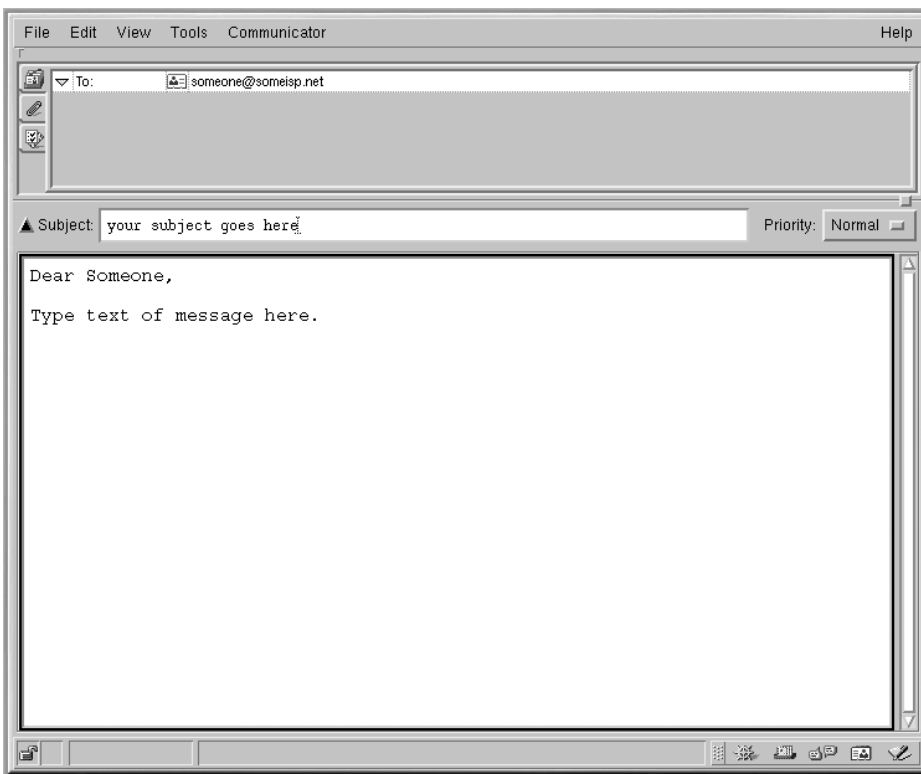 File Edit View Tools Communicator Help
To: someone@someisp.net
Subject: your subject goes here Priority: Normal
Dear Someone,
Type text of message here.